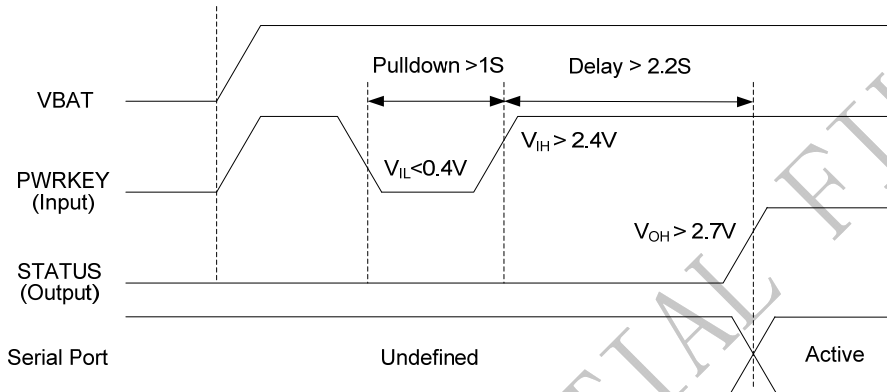 Pulldown >1S
Delay > 2.2S
VBAT
VIH > 2.4V
VIL<0.4V
PWRKEY
(Input)
VOH > 2.7V
STATUS
(Output)
Serial Port
Undefined
Active